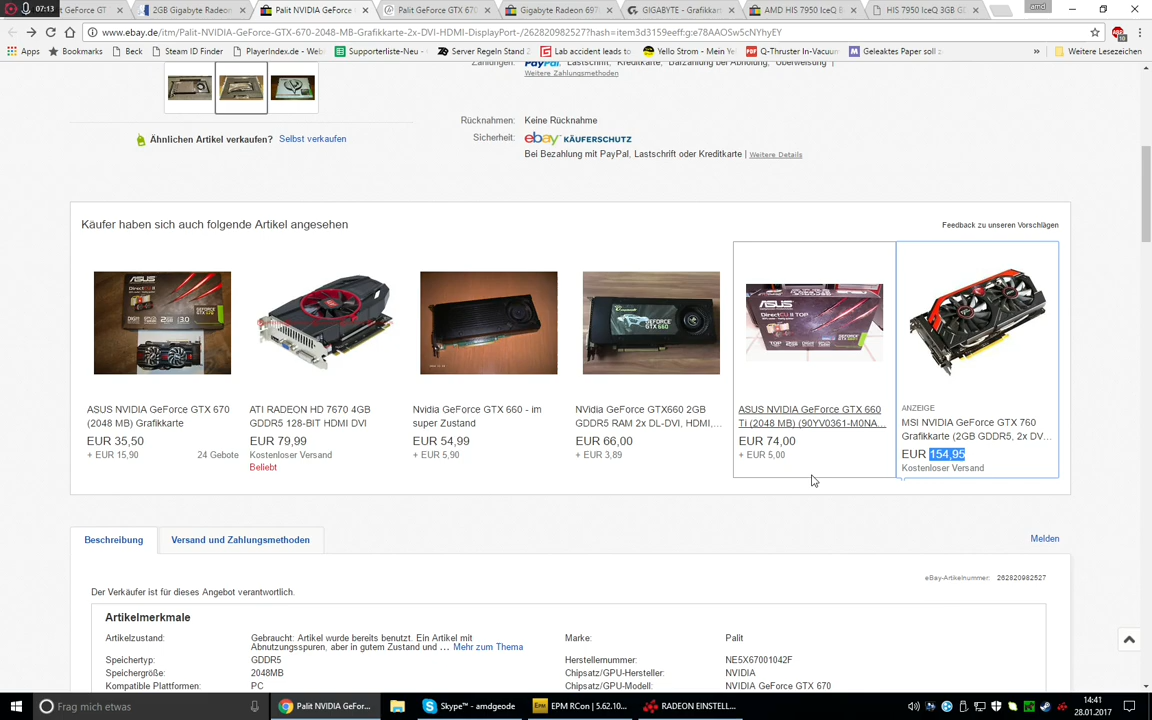 07:13
GeForce GT
2GB Gigabyte Radeon
Palit NVIDIA GeForce
Palit GeForce GTX 670
Gigabyte Radeon 697
GIGABYTE - Grafikkar
AMD HIS 7950 IceQ
HIS 7950 IceQ 3GB G
amd
www.ebay.de/itm/Palit-NVIDIA-GeForce-GTX-670-2048-MB-Grafikkarte-2x-DVI-HDMI-DisplayPort-/262820982527?hash=item3d3159eeff:g:e78AAOSw5cNYhyEY
Apps
Bookmarks
Beck
Steam ID Finder
PlayerIndex.de - Webb
Supporterliste-Neu -
Server Regeln Stand 2
Lab accident leads to
Yello Strom - Mein Ye
Q-Thruster In-Vacuum
Geleaktes Paper soll z
»
Weitere Lesezeichen
Zahlungen:
PayPal, Lastschrift, Kreditkarte, Barzahlung bei Abholung, Überweisung |
Weitere Zahlungsmethoden
Rücknahmen:
Keine Rücknahme
Sicherheit:
ebay KÄUFERSCHUTZ
Ähnlichen Artikel verkaufen? Selbst verkaufen
Bei Bezahlung mit PayPal, Lastschrift oder Kreditkarte | Weitere Details
Käufer haben sich auch folgende Artikel angesehen
Feedback zu unseren Vorschlägen
ASUS NVIDIA GeForce GTX 670
(2048 MB) Grafikkarte
EUR 35,50
+ EUR 15,90
24 Gebote
ATI RADEON HD 7670 4GB
GDDR5 128-BIT HDMI DVI
EUR 79,99
Kostenloser Versand
Beliebt
Nvidia GeForce GTX 660 - im
super Zustand
EUR 54,99
+ EUR 5,90
NVidia GeForce GTX660 2GB
GDDR5 RAM 2x DL-DVI, HDMI,...
EUR 66,00
+ EUR 3,89
ASUS NVIDIA GeForce GTX 660
Ti (2048 MB) (90YV0361-M0NA...
EUR 74,00
+ EUR 5,00
ANZEIGE
MSI NVIDIA GeForce GTX 760
Grafikkarte (2GB GDDR5, 2x DV...
EUR 154,95
Kostenloser Versand
Beschreibung
Versand und Zahlungsmethoden
Melden
eBay-Artikelnummer: 262820982527
Der Verkäufer ist für dieses Angebot verantwortlich.
Artikelmerkmale
Artikelzustand:
Gebraucht: Artikel wurde bereits benutzt. Ein Artikel mit
Abnutzungsspuren, aber in gutem Zustand und ... Mehr zum Thema
Marke:
Palit
Speichertyp:
GDDR5
Herstellernummer:
NE5X67001042F
Speichergröße:
2048MB
Chipsatz/GPU-Hersteller:
NVIDIA
Kompatible Plattformen:
PC
Chipsatz/GPU-Modell:
NVIDIA GeForce GTX 670
Frag mich etwas
Palit NVIDIA GeFor...
Skype™ - amdgeode
EPM RCon | 5.62.10...
RADEON EINSTELL...
14:41
28.01.2017